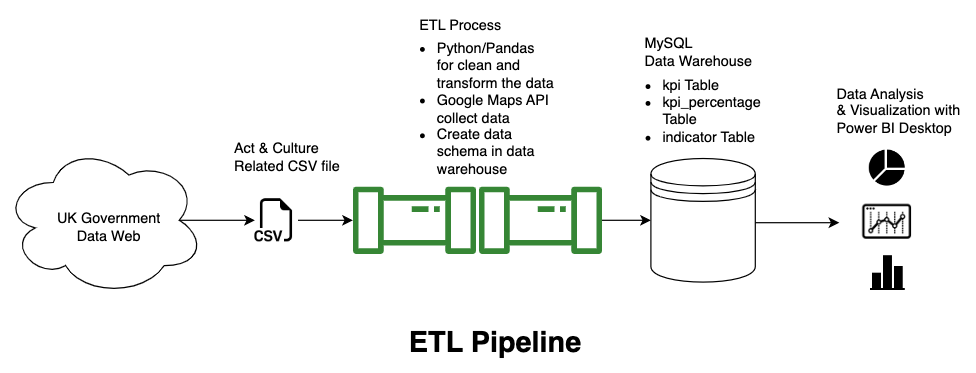 ETL Process
• Python/Pandas
for clean and
transform the data
• Google Maps API
collect data
• Create data
schema in data
warehouse
MySQL
Data Warehouse
• kpi Table
• kpi_percentage
Table
• indicator Table
Data Analysis
& Visualization with
Power BI Desktop
Act & Culture
Related CSV file
UK Government
Data Web
CSV
ETL Pipeline